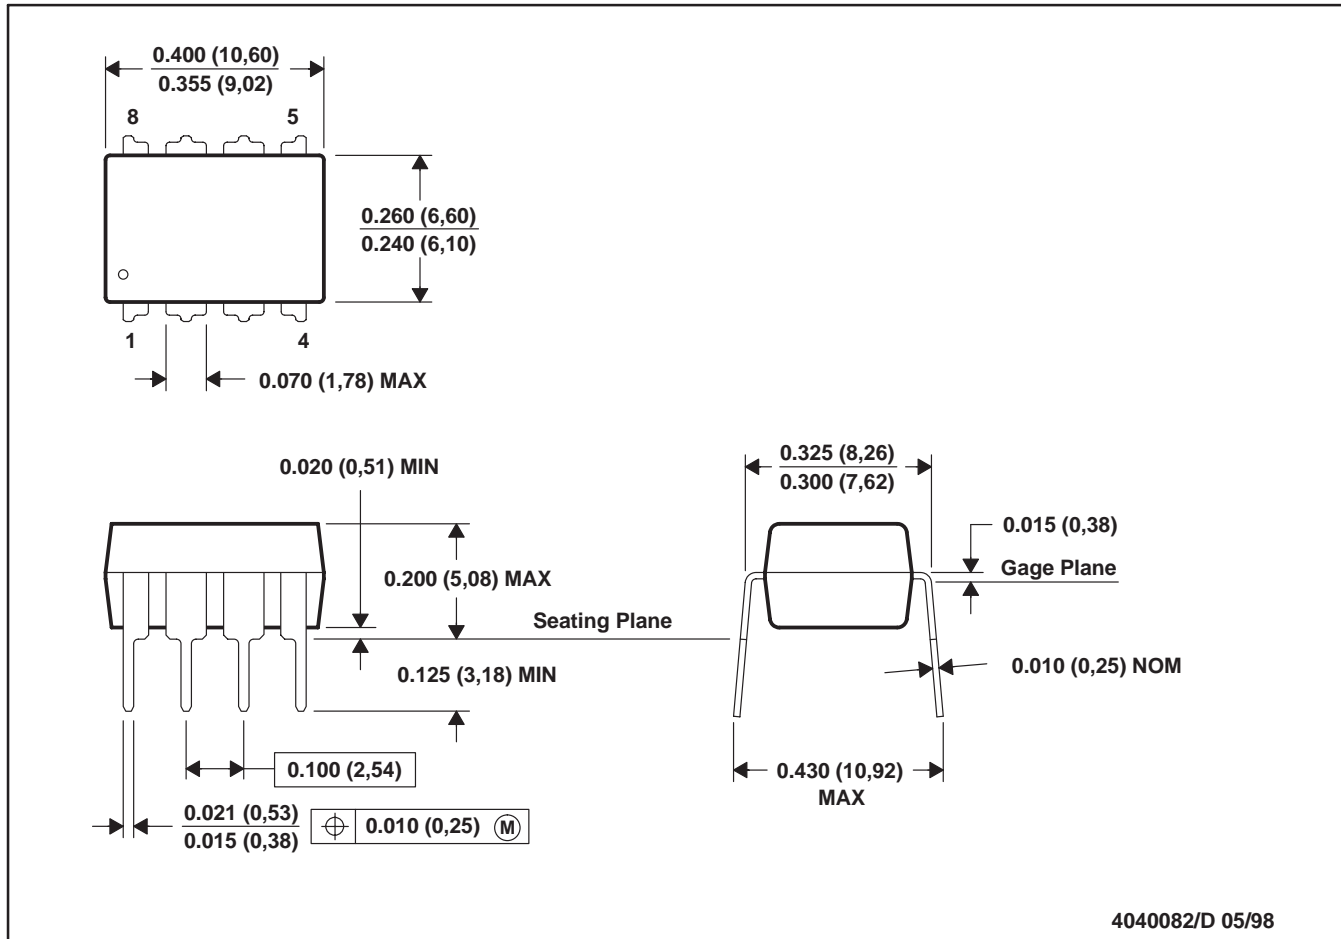 0.400 (10,60)
0.355 (9,02)
8
5
0.260 (6,60)
0.240 (6,10)
1
4
0.070 (1,78) MAX
0.020 (0,51) MIN
0.200 (5,08) MAX
Seating Plane
0.125 (3,18) MIN
0.100 (2,54)
0.021 (0,53)
0.015 (0,38)
0.010 (0,25) M
0.325 (8,26)
0.300 (7,62)
0.015 (0,38)
Gage Plane
0.010 (0,25) NOM
0.430 (10,92)
MAX
4040082/D 05/98